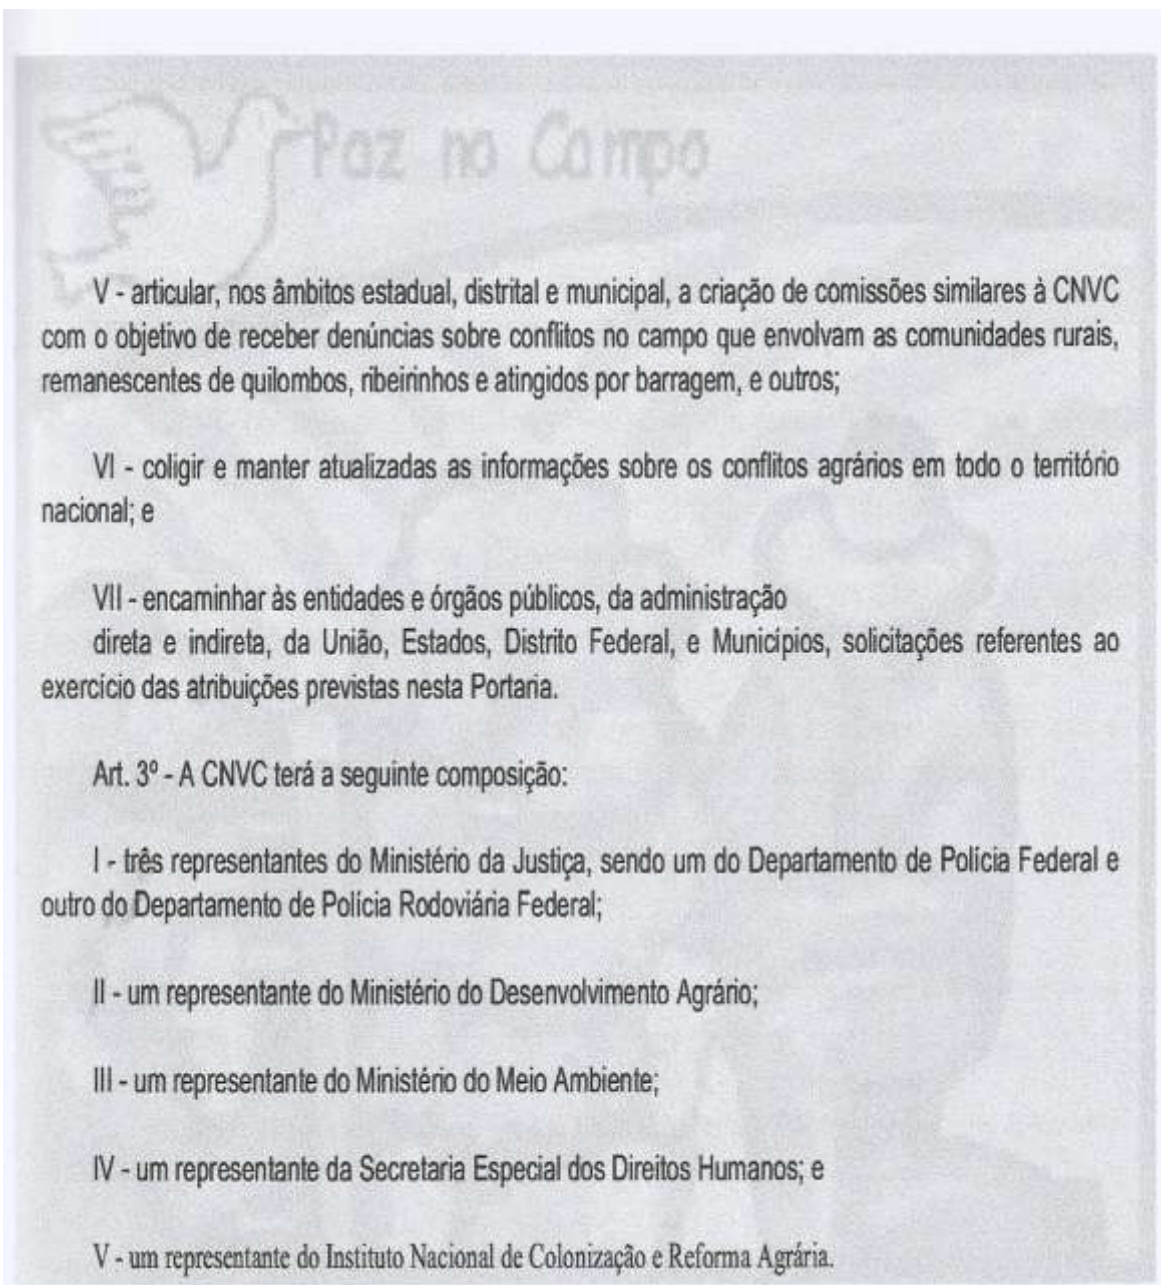 Paz no Campo
V - articular, nos âmbitos estadual, distrital e municipal, a criação de comissões similares à CNVC
com o objetivo de receber denúncias sobre conflitos no campo que envolvam as comunidades rurais,
remanescentes de quilombos, ribeirinhos e atingidos por barragem, e outros;
VI - coligir e manter atualizadas as informações sobre os conflitos agrários em todo o território
nacional; e
VII - encaminhar às entidades e órgãos públicos, da administração
direta e indireta, da União, Estados, Distrito Federal, e Municípios, solicitações referentes ao
exercício das atribuições previstas nesta Portaria.
Art. 3º - A CNVC terá a seguinte composição:
I - três representantes do Ministério da Justiça, sendo um do Departamento de Polícia Federal e
outro do Departamento de Polícia Rodoviária Federal;
II - um representante do Ministério do Desenvolvimento Agrário;
III - um representante do Ministério do Meio Ambiente;
IV - um representante da Secretaria Especial dos Direitos Humanos; e
V - um representante do Instituto Nacional de Colonização e Reforma Agrária.